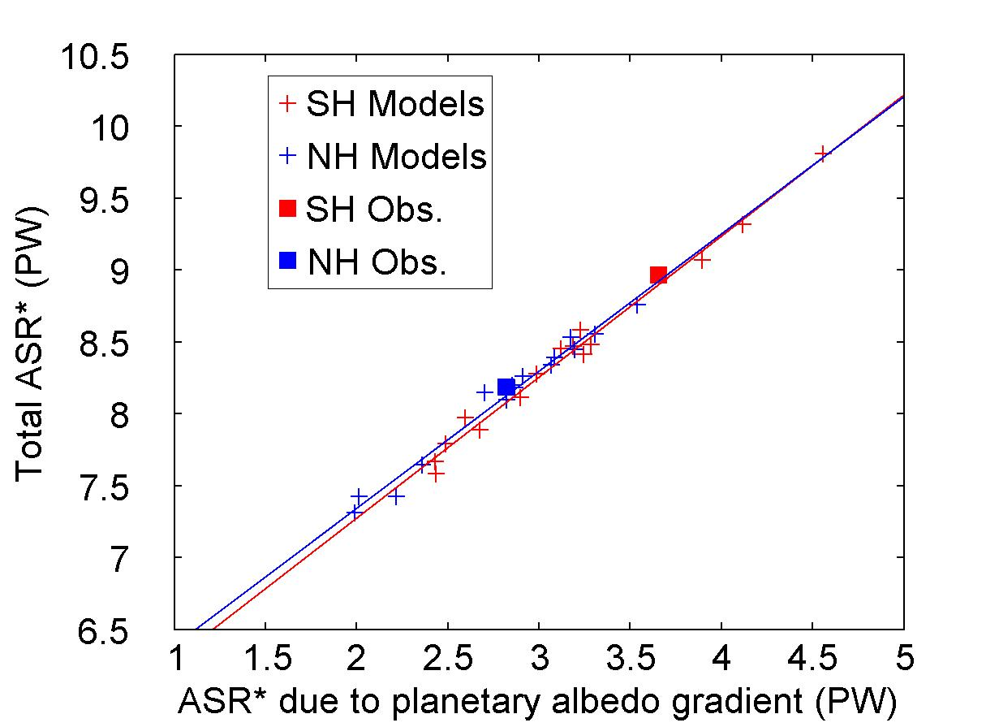 10.5
10
9.5
9
8.5
8
7.5
7
6.5
Total ASR* (PW)
SH Models
NH Models
SH Obs.
NH Obs.
1 1.5 2 2.5 3 3.5 4 4.5 5
ASR* due to planetary albedo gradient (PW)